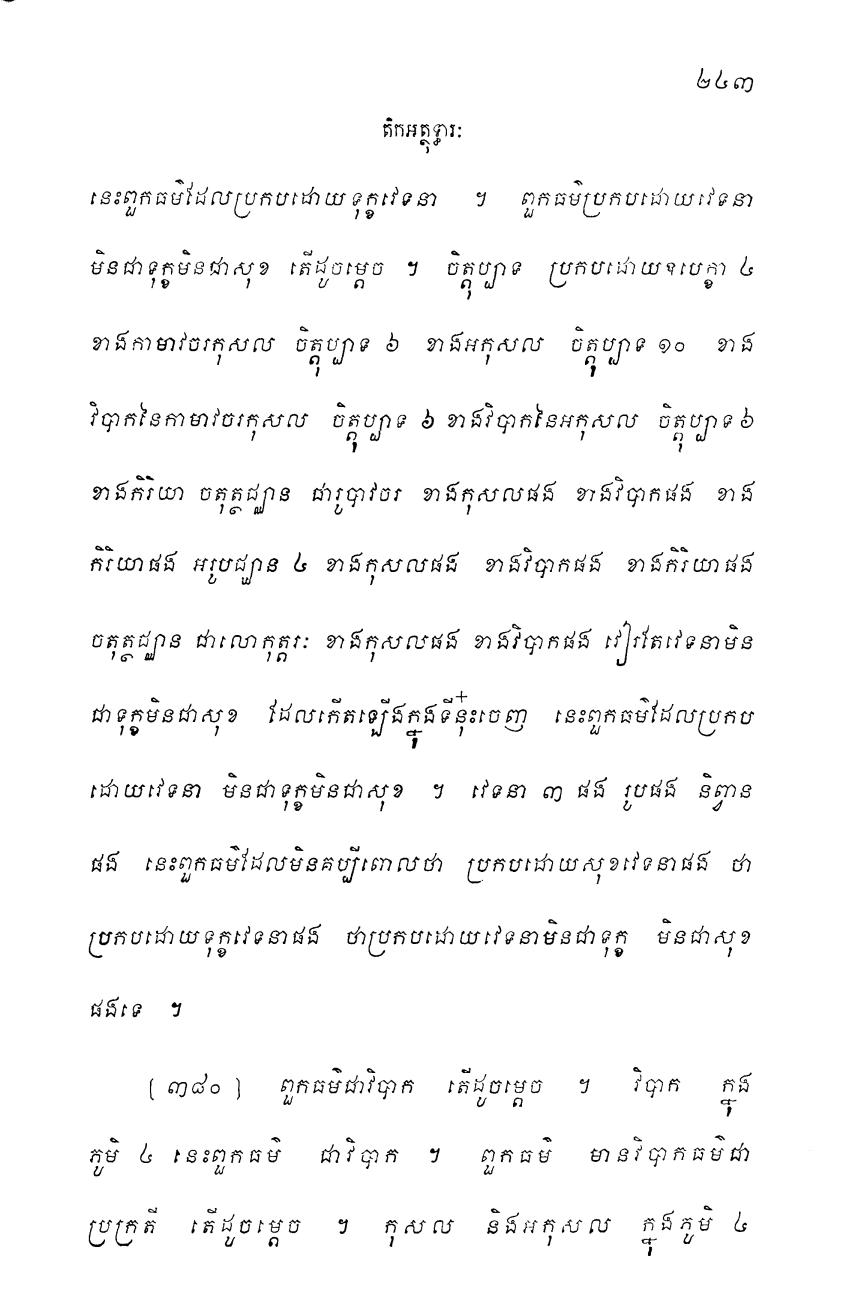 ២៤៣
តិកអត្ថុទ្ធារៈ
នេះពួកធម៌ដែលប្រកបដោយទុក្ខវេទនា ។ ពួកធម៌ប្រកបដោយវេទនា
មិនជាទុក្ខមិនជាសុខ តើដូចម្តេច ។ ចិត្តុប្បាទ ប្រកបដោយឧបេក្ខា ៤
ខាងកាមាវចរកុសល ចិត្តុប្បាទ ៦ ខាងអកុសល ចិត្តុប្បាទ ១០ ខាង
វិបាកនៃកាមាវចរកុសល ចិត្តុប្បាទ ៦ ខាងវិបាកនៃអកុសល ចិត្តុប្បាទ ៦
ខាងកិរិយា ចតុត្ថជ្ឈាន ជារូបាវចរ ខាងកុសលផង ខាងវិបាកផង ខាង
កិរិយាផង អរូបជ្ឈាន ៤ ខាងកុសលផង ខាងវិបាកផង ខាងកិរិយាផង
ចតុត្ថជ្ឈាន ជាលោកុត្តរៈ ខាងកុសលផង ខាងវិបាកផង វៀរតែវេទនាមិន
ជាទុក្ខមិនជាសុខ ដែលកើតឡើងក្នុងទីនុ៎ះចេញ នេះពួកធម៌ដែលប្រកប
ដោយវេទនា មិនជាទុក្ខមិនជាសុខ ។ វេទនា ៣ ផង រូបផង និព្វាន
ផង នេះពួកធម៌ដែលមិនគប្បីពោលថា ប្រកបដោយសុខវេទនាផង ថា
ប្រកបដោយទុក្ខវេទនាផង ថាប្រកបដោយវេទនាមិនជាទុក្ខ មិនជាសុខ
ផងទេ ។
[ ៣៨០ ] ពួកធម៌ជាវិបាក តើដូចម្តេច ។ វិបាក ក្នុង
ភូមិ ៤ នេះពួកធម៌ ជាវិបាក ។ ពួកធម៌ មានវិបាកធម៌ជា
ប្រក្រតី តើដូចម្តេច ។ កុសល និងអកុសល ក្នុងភូមិ ៤